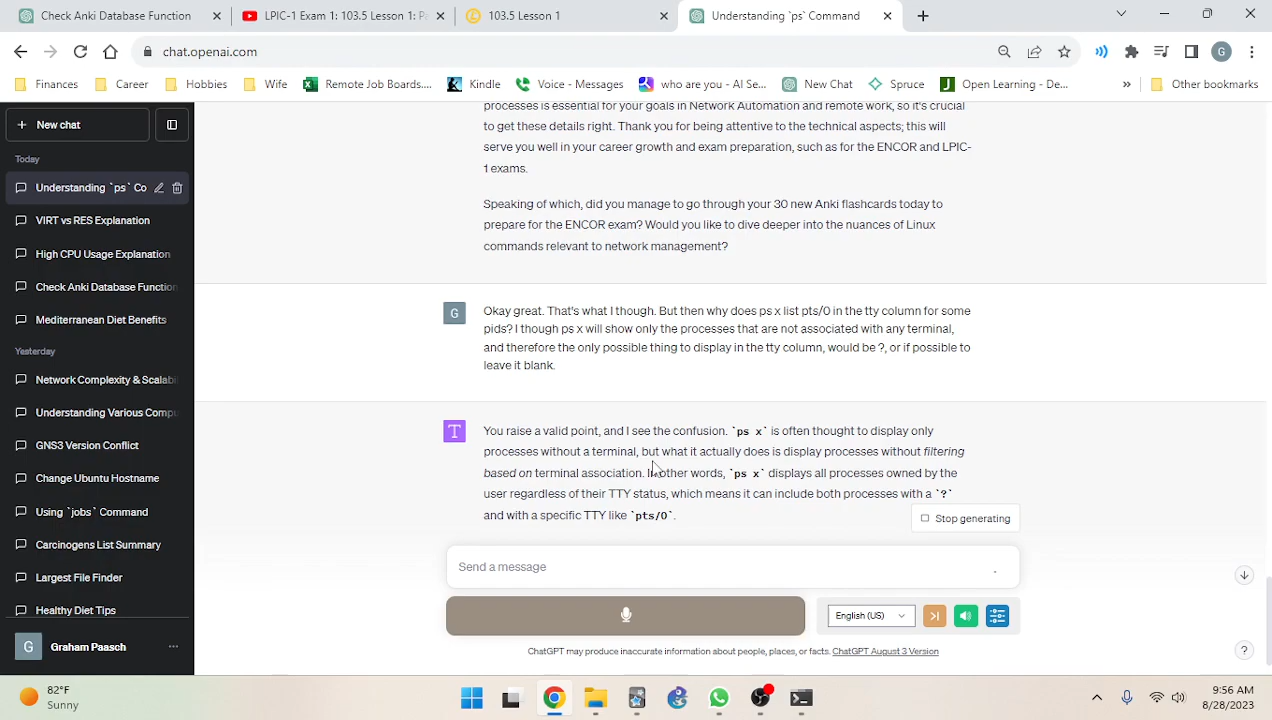 Check Anki Database Function
LPIC-1 Exam 1: 103.5 Lesson 1: Pa
103.5 Lesson 1
Understanding `ps` Command
chat.openai.com
G
Finances
Career
Hobbies
Wife
Remote Job Boards....
Kindle
Voice - Messages
who are you - AI Se...
New Chat
Spruce
Open Learning - De...
»
Other bookmarks
+ New chat
Today
Understanding `ps` Co
VIRT vs RES Explanation
High CPU Usage Explanation
Check Anki Database Function
Mediterranean Diet Benefits
Yesterday
Network Complexity & Scalabi
Understanding Various Compu
GNS3 Version Conflict
Change Ubuntu Hostname
Using `jobs` Command
Carcinogens List Summary
Largest File Finder
Healthy Diet Tips
G
Graham Paasch
...
processes is essential for your goals in Network Automation and remote work, so it's crucial
to get these details right. Thank you for being attentive to the technical aspects; this will
serve you well in your career growth and exam preparation, such as for the ENCOR and LPIC-
1 exams.
Speaking of which, did you manage to go through your 30 new Anki flashcards today to
prepare for the ENCOR exam? Would you like to dive deeper into the nuances of Linux
commands relevant to network management?
G
Okay great. That's what I though. But then why does ps x list pts/0 in the tty column for some
pids? I though ps x will show only the processes that are not associated with any terminal,
and therefore the only possible thing to display in the tty column, would be ?, or if possible to
leave it blank.
T
You raise a valid point, and I see the confusion. `ps x` is often thought to display only
processes without a terminal, but what it actually does is display processes without filtering
based on terminal association. In other words, `ps x` displays all processes owned by the
user regardless of their TTY status, which means it can include both processes with a `?`
and with a specific TTY like `pts/0`.
Stop generating
Send a message
English (US)
ChatGPT may produce inaccurate information about people, places, or facts. ChatGPT August 3 Version
?
82°F
Sunny
9:56 AM
8/28/2023